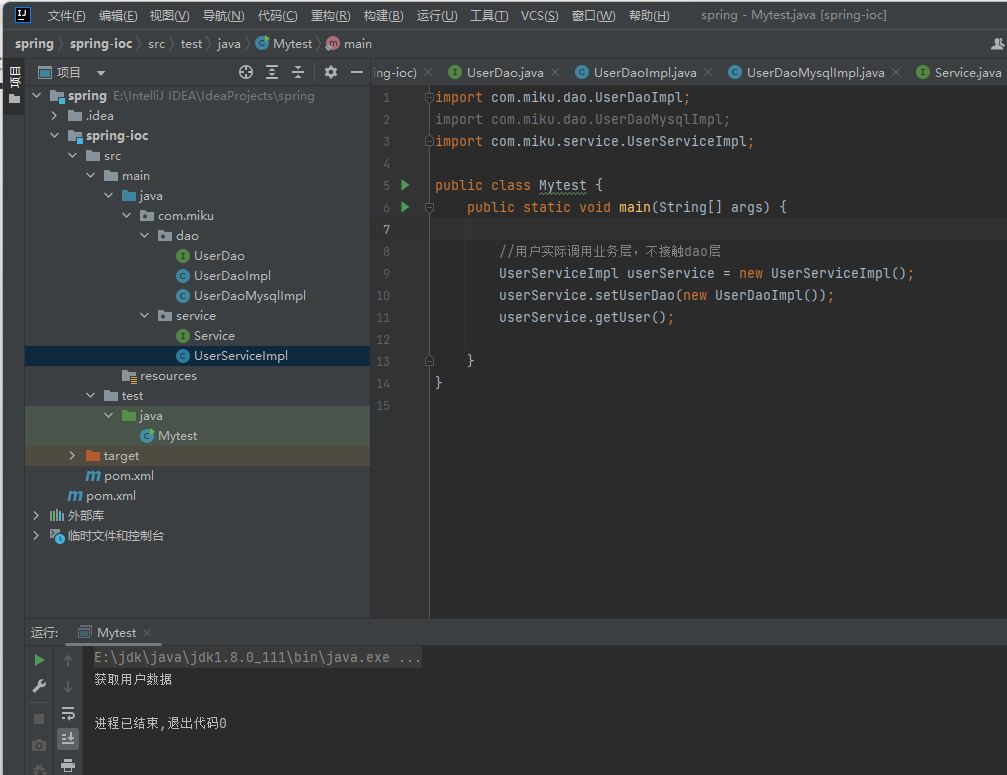 文件(F) 编辑(E) 视图(V) 导航(N) 代码(C) 重构(R) 构建(B) 运行(U) 工具(T) VCS(S) 窗口(W) 帮助(H) spring - Mytest.java [spring-ioc]
spring spring-ioc src test java Mytest main
项目
项目
ing-ioc) UserDao.java UserDaoImpl.java UserDaoMysqlImpl.java Service.java
spring E:\IntelliJ IDEA\IdeaProjects\spring
.idea
spring-ioc
src
main
java
com.miku
dao
UserDao
UserDaoImpl
UserDaoMysqlImpl
service
Service
UserServiceImpl
resources
test
java
Mytest
target
pom.xml
pom.xml
外部库
临时文件和控制台
1 import com.miku.dao.UserDaoImpl;
2 import com.miku.dao.UserDaoMysqlImpl;
3 import com.miku.service.UserServiceImpl;
4
5 public class Mytest {
6 public static void main(String[] args) {
7
8 //用户实际调用业务层，不接触dao层
9 UserServiceImpl userService = new UserServiceImpl();
10 userService.setUserDao(new UserDaoImpl());
11 userService.getUser();
12
13 }
14 }
15
运行: Mytest
E:\jdk\java\jdk1.8.0_111\bin\java.exe ...
获取用户数据
进程已结束,退出代码0